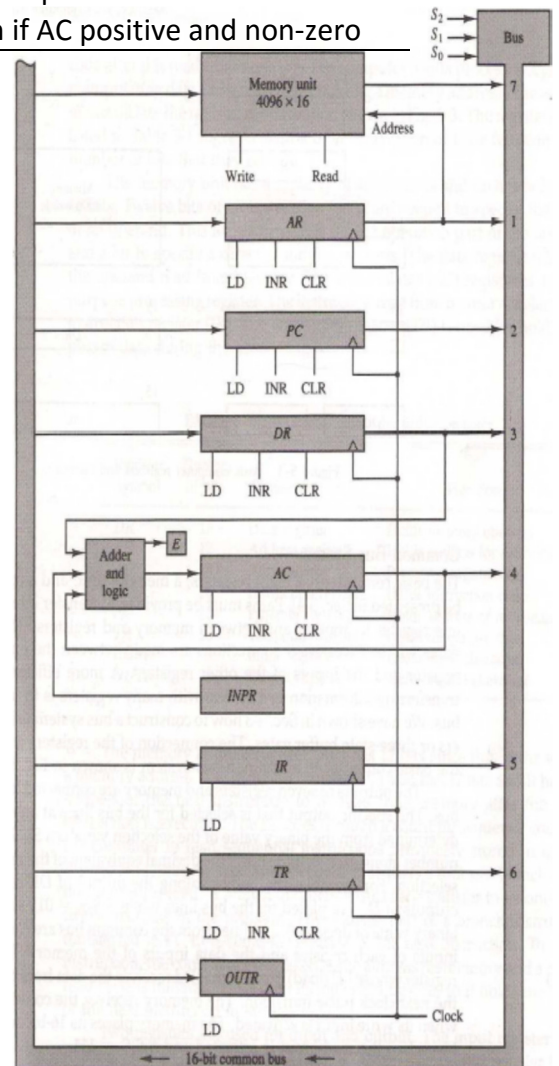 if AC positive and non-zero
S2
S1
S0
Bus
Memory unit
4096 × 16
7
Address
Write Read
AR
1
LD INR CLR
PC
2
LD INR CLR
DR
3
LD INR CLR
Adder
and
logic
E
AC
4
LD INR CLR
INPR
IR
5
LD
TR
6
LD INR CLR
OUTR
Clock
LD
16-bit common bus